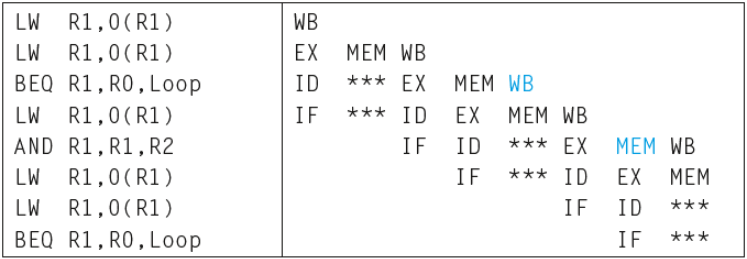 LW R1,0(R1) WB
LW R1,0(R1) EX MEM WB
BEQ R1,R0,Loop ID *** EX MEM WB
LW R1,0(R1) IF *** ID EX MEM WB
AND R1,R1,R2 IF ID *** EX MEM WB
LW R1,0(R1) IF *** ID EX MEM
LW R1,0(R1) IF ID ***
BEQ R1,R0,Loop IF ***